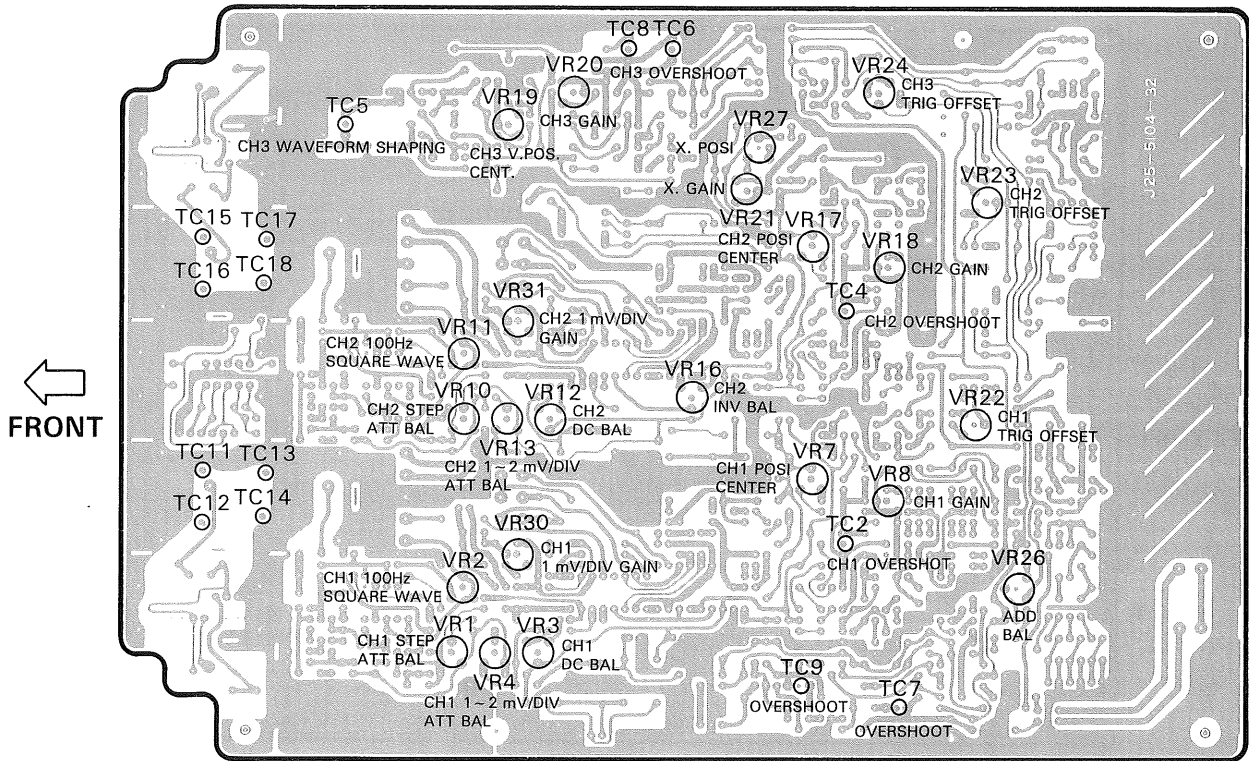 TC8 TC6
CH3 OVERSHOOT
VR20
CH3 GAIN
VR24
CH3
TRIG OFFSET
TC5
CH3 WAVEFORM SHAPING
VR19
CH3 V.POS.
CENT.
VR27
X. POSI
X. GAIN
VR21
VR23
CH2
TRIG OFFSET
J25-504-32
TC15
TC17
TC16
TC18
VR17
CH2 POSI
CENTER
VR18
CH2 GAIN
TC4
CH2 OVERSHOOT
VR31
CH2 1 mV/DIV
GAIN
VR11
CH2 100Hz
SQUARE WAVE
FRONT
VR10
CH2 STEP
ATT BAL
VR13
CH2 1~2 mV/DIV
ATT BAL
VR12
CH2
DC BAL
VR16
CH2
INV BAL
VR22
CH1
TRIG OFFSET
TC11
TC13
TC12
TC14
VR7
CH1 POSI
CENTER
VR8
CH1 GAIN
TC2
CH1 OVERSHOT
VR30
CH1
1 mV/DIV GAIN
VR2
CH1 100Hz
SQUARE WAVE
VR26
ADD
BAL
VR1
CH1 STEP
ATT BAL
VR4
CH1 1~2 mV/DIV
ATT BAL
VR3
CH1
DC BAL
TC9
OVERSHOOT
TC7
OVERSHOOT